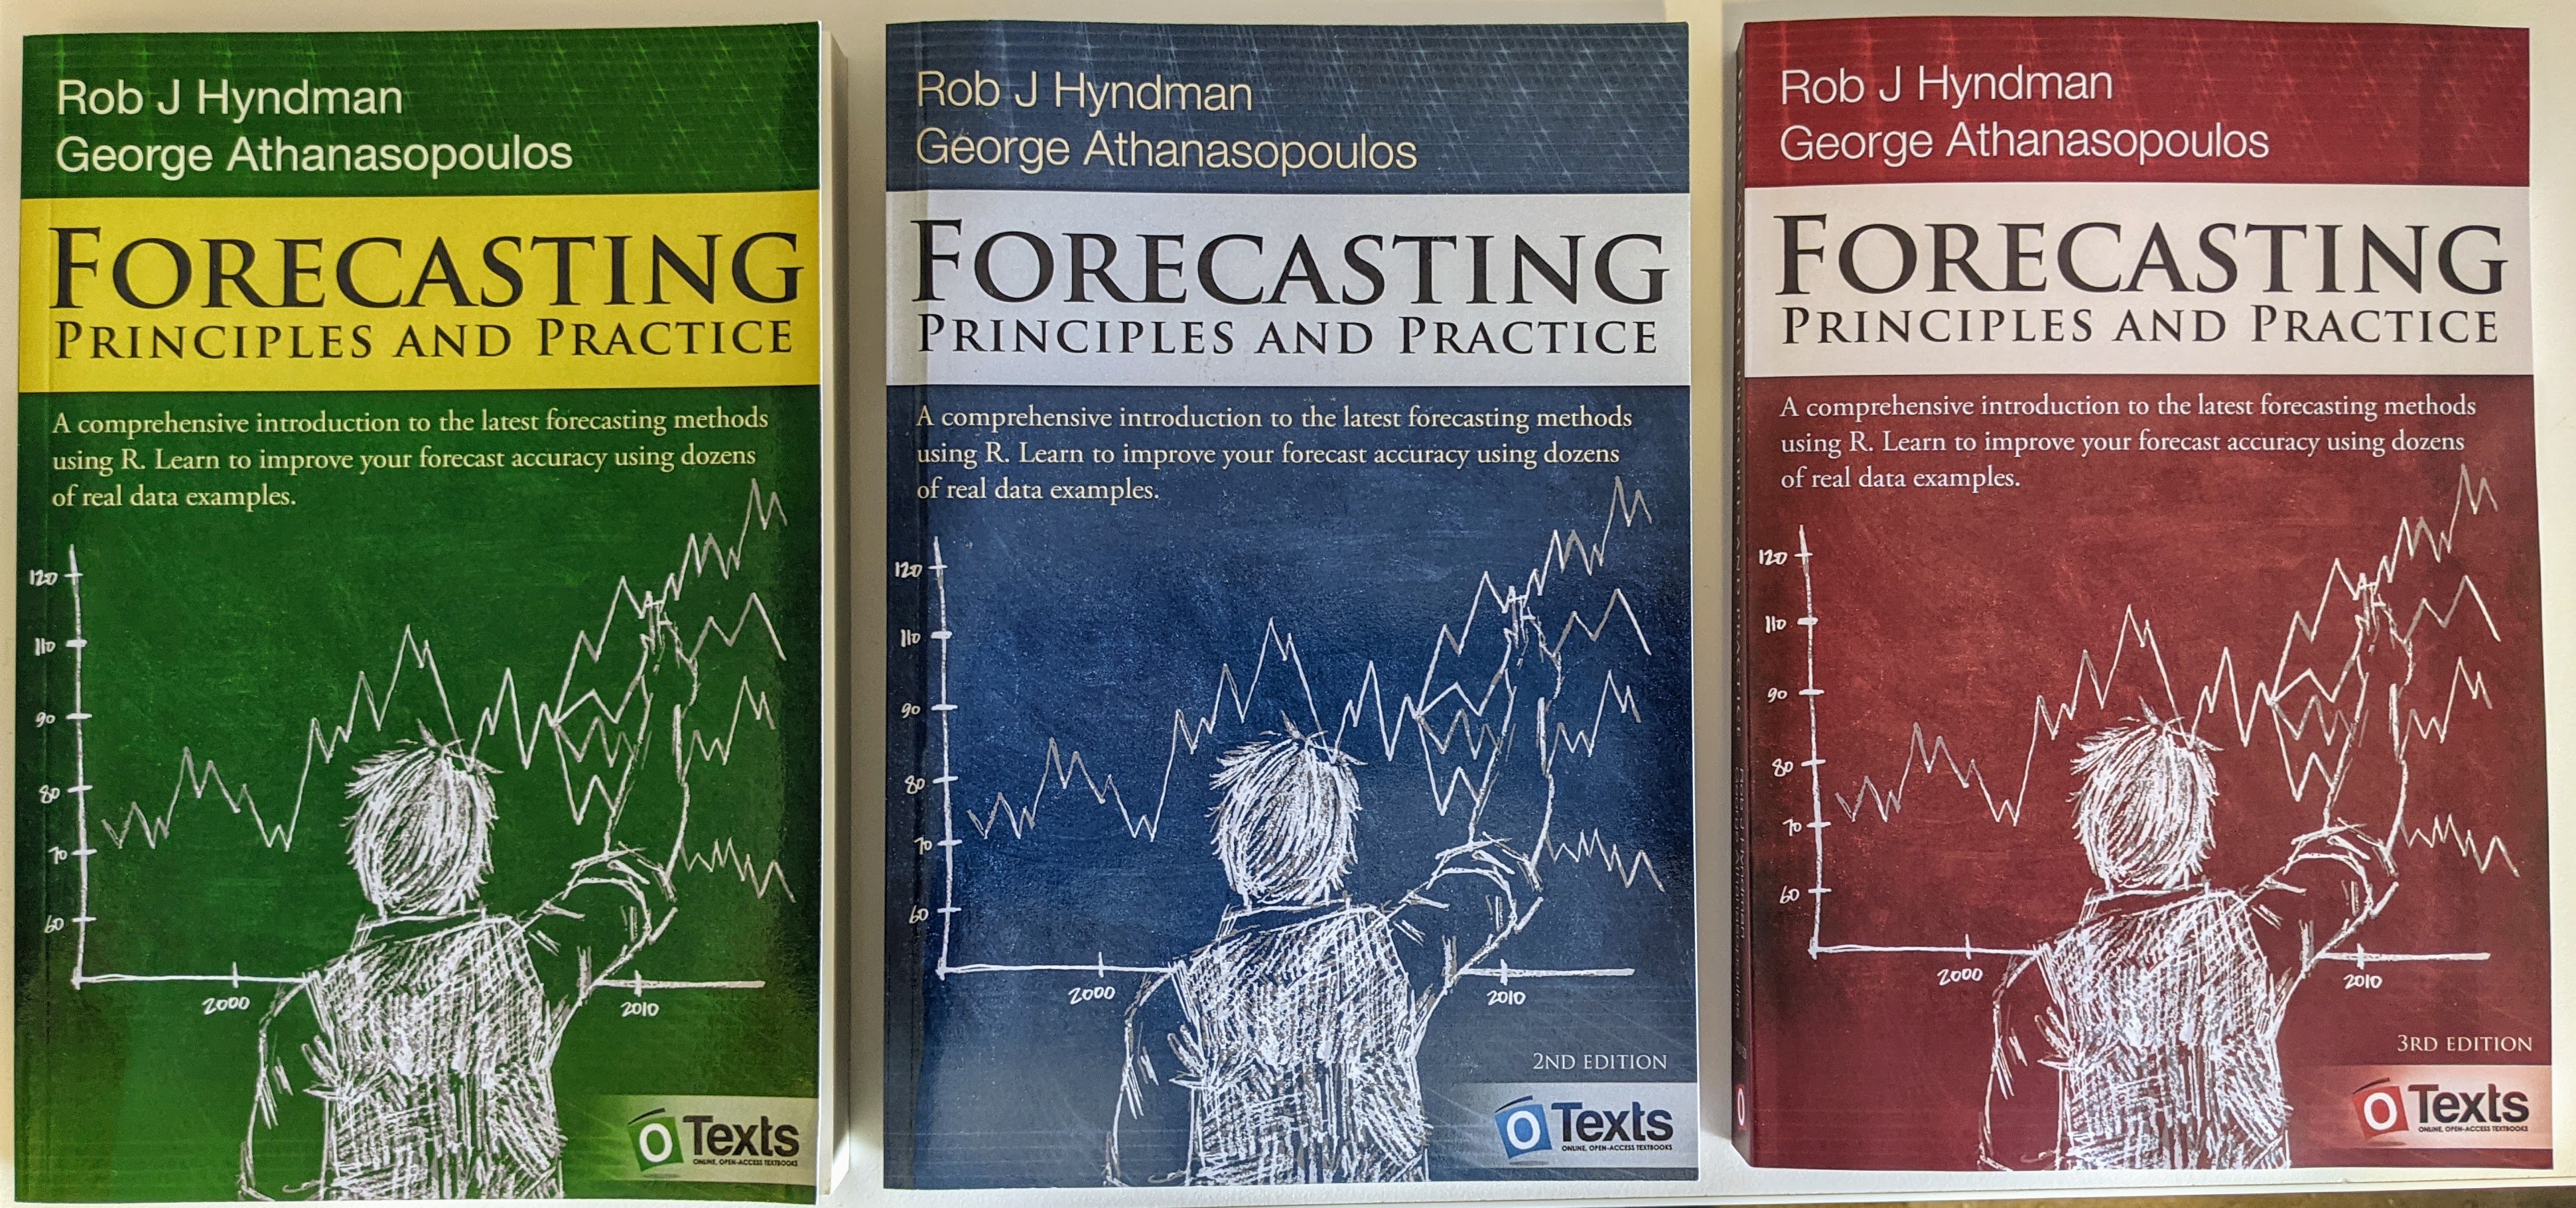 Rob J Hyndman
George Athanasopoulos
FORECASTING
PRINCIPLES AND PRACTICE
A comprehensive introduction to the latest forecasting methods
using R. Learn to improve your forecast accuracy using dozens
of real data examples.
120
110
90
80
70
60
2000
2010
OTexts
ONLINE, OPEN-ACCESS TEXTBOOKS
Rob J Hyndman
George Athanasopoulos
FORECASTING
PRINCIPLES AND PRACTICE
A comprehensive introduction to the latest forecasting methods
using R. Learn to improve your forecast accuracy using dozens
of real data examples.
120
110
90
80
70
60
2000
2010
2ND EDITION
OTexts
ONLINE, OPEN-ACCESS TEXTBOOKS
Rob J Hyndman
George Athanasopoulos
FORECASTING
PRINCIPLES AND PRACTICE
A comprehensive introduction to the latest forecasting methods
using R. Learn to improve your forecast accuracy using dozens
of real data examples.
120
110
90
80
70
60
2000
2010
3RD EDITION
OTexts
ONLINE, OPEN-ACCESS TEXTBOOKS